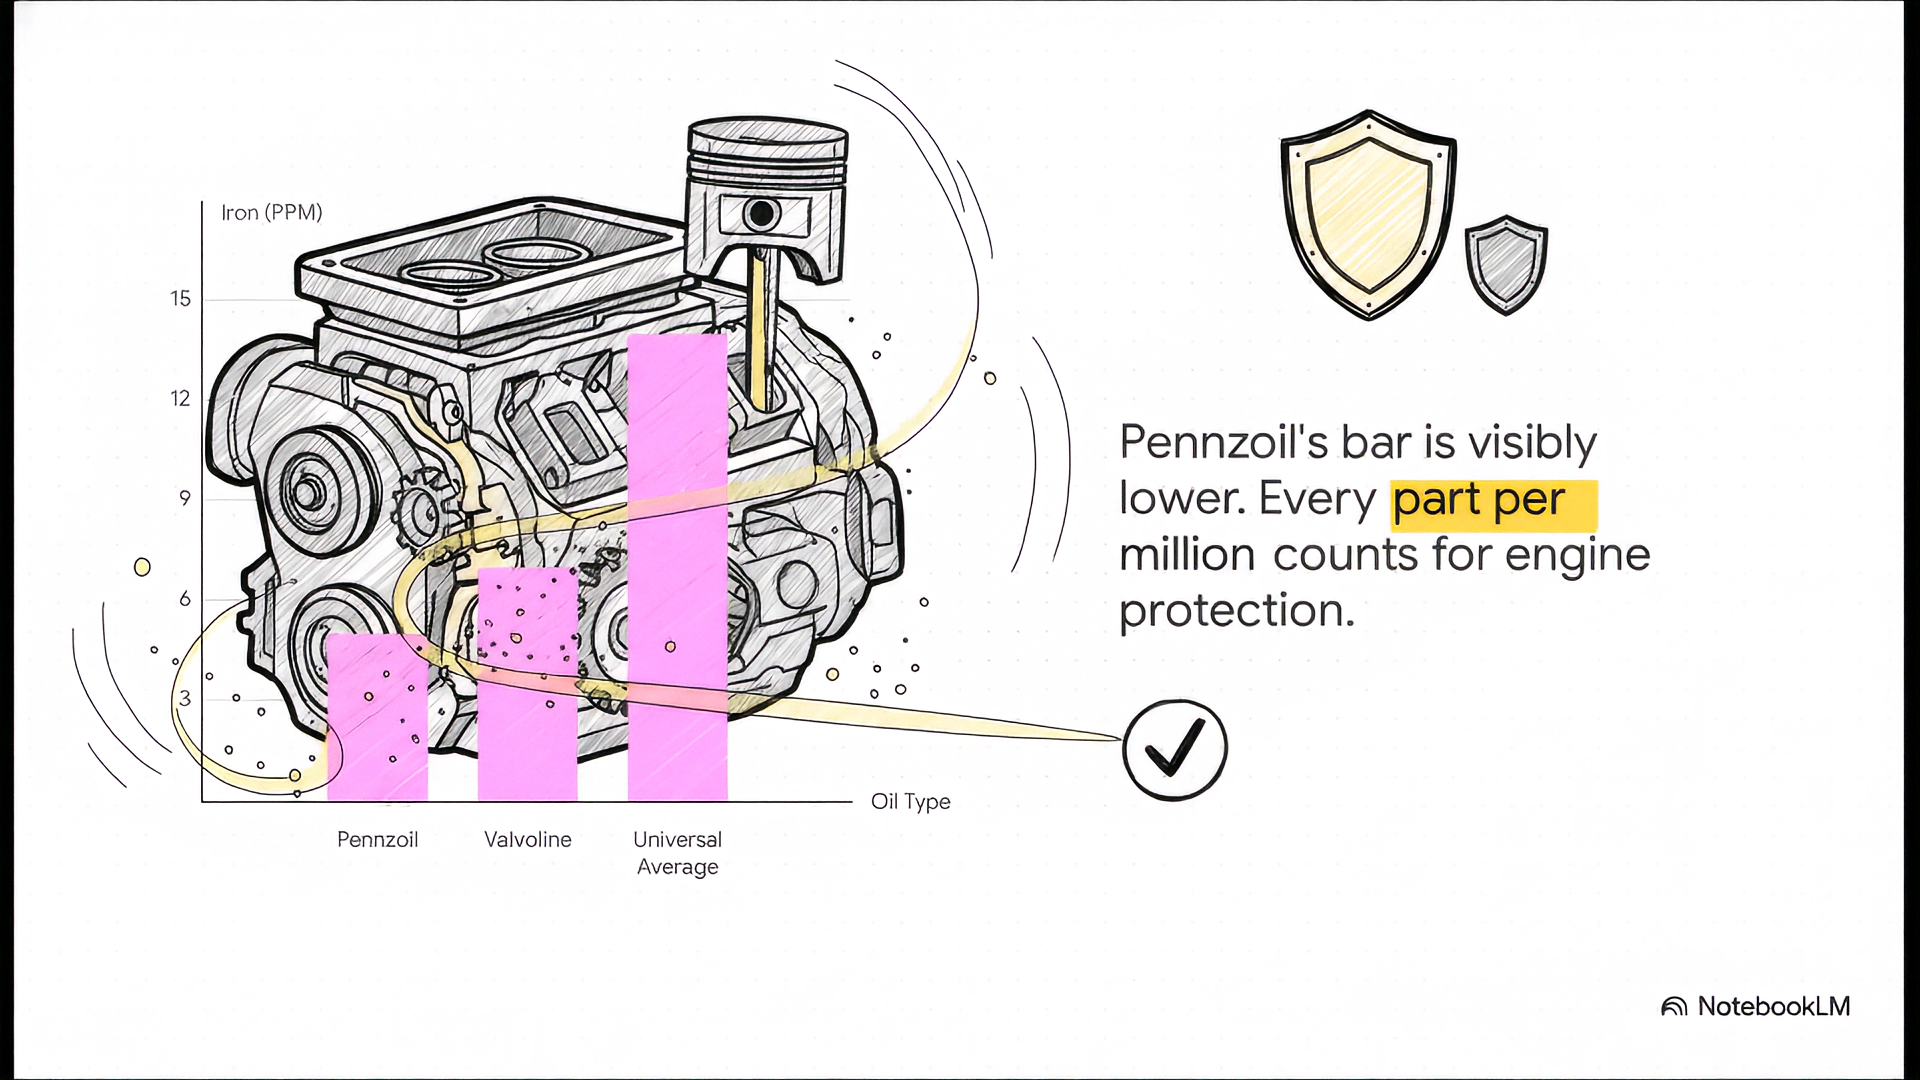 Iron (PPM)
15
12
9
6
3
Oil Type
Pennzoil
Valvoline
Universal
Average
Pennzoil's bar is visibly
lower. Every part per
million counts for engine
protection.
NotebookLM